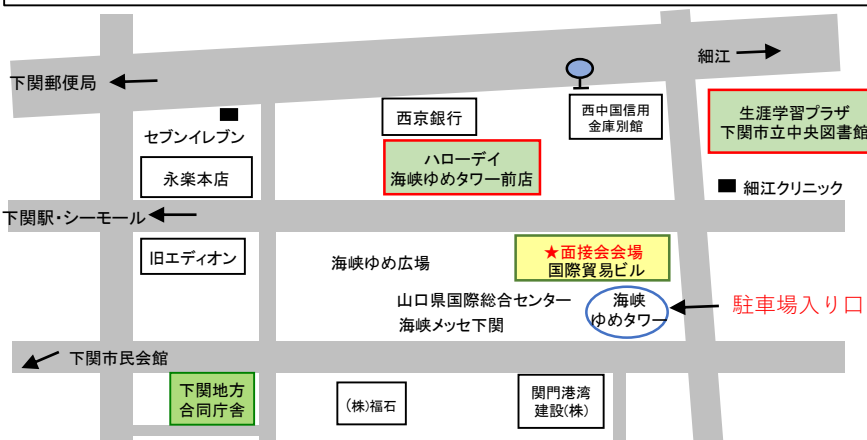 細江
下関郵便局
西京銀行
西中国信用
金庫別館
生涯学習プラザ
下関市立中央図書館
セブンイレブン
ハローデイ
海峡ゆめタワー前店
永楽本店
細江クリニック
下関駅・シーモール
旧エディオン
海峡ゆめ広場
★面接会会場
国際貿易ビル
山口県国際総合センター
海峡メッセ下関
海峡
ゆめタワー
駐車場入り口
下関市民会館
下関地方
合同庁舎
(株)福石
関門港湾
建設(株)